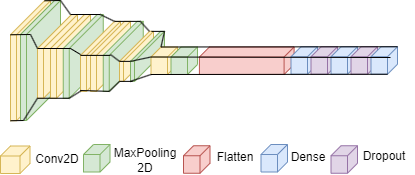 Conv2D
MaxPooling
2D
Flatten
Dense
Dropout